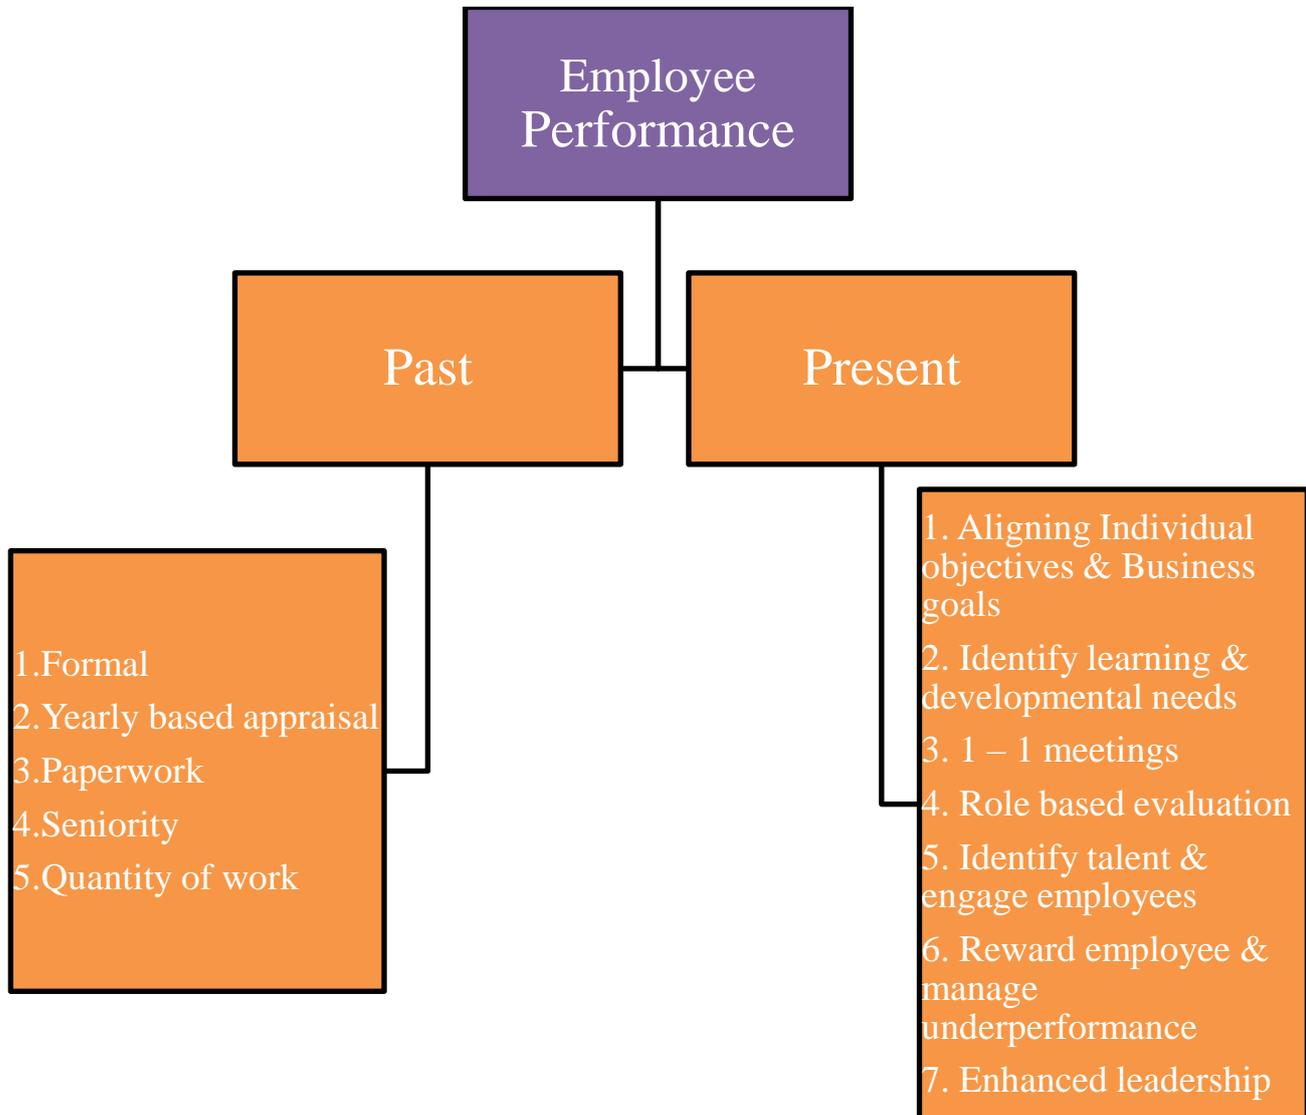 Employee
Performance
Past
Present
1.Formal
2.Yearly based appraisal
3.Paperwork
4.Seniority
5.Quantity of work
1. Aligning Individual
objectives & Business
goals
2. Identify learning &
developmental needs
3. 1 – 1 meetings
4. Role based evaluation
5. Identify talent &
engage employees
6. Reward employee &
manage
underperformance
7. Enhanced leadership